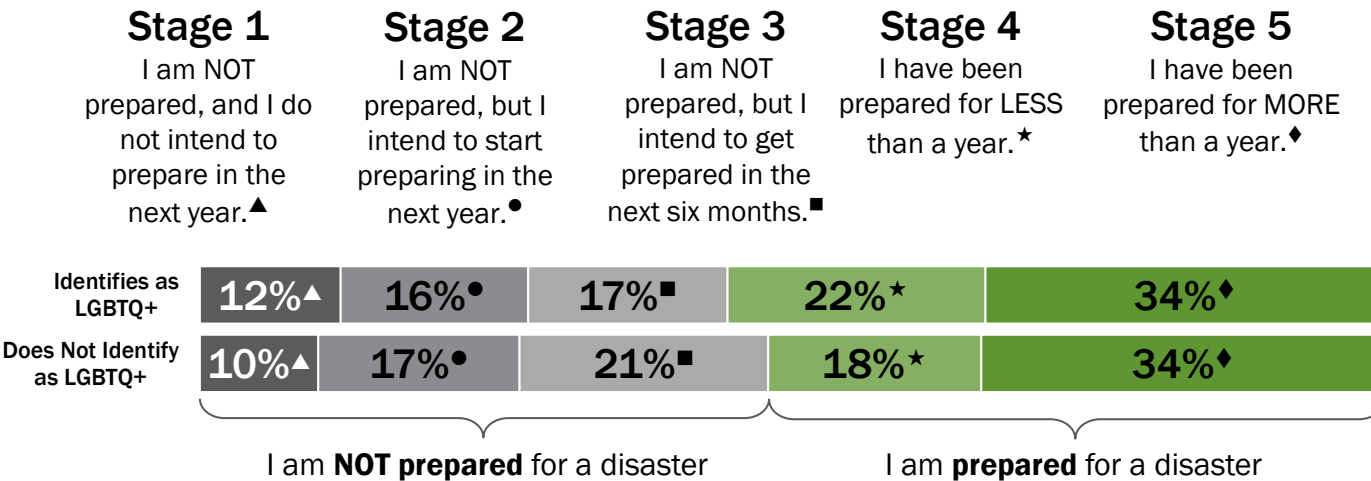 Stage 1
I am NOT
prepared, and I do
not intend to
prepare in the
next year.▲
Stage 2
I am NOT
prepared, but I
intend to start
preparing in the
next year.●
Stage 3
I am NOT
prepared, but I
intend to get
prepared in the
next six months.■
Stage 4
I have been
prepared for LESS
than a year.★
Stage 5
I have been
prepared for MORE
than a year.♦
Identifies as
LGBTQ+
12%▲ 16%● 17%■ 22%★ 34%♦
Does Not Identify
as LGBTQ+
10%▲ 17%● 21%■ 18%★ 34%♦
I am NOT prepared for a disaster
I am prepared for a disaster